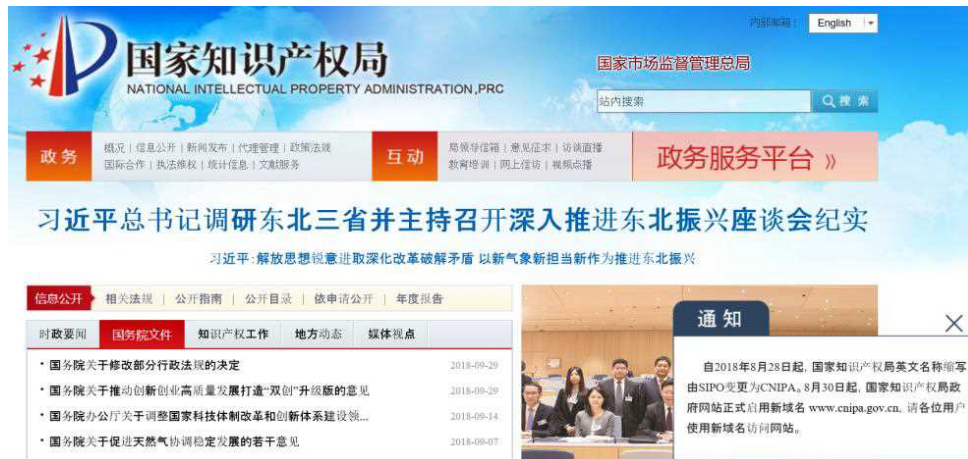 内部邮箱：
English
国家知识产权局
NATIONAL INTELLECTUAL PROPERTY ADMINISTRATION,PRC
国家市场监督管理总局
站内搜索
搜 索
政务
概况 | 信息公开 | 新闻发布 | 代理管理 | 政策法规
国际合作 | 执法维权 | 统计信息 | 文献服务
互动
局领导信箱 | 意见征求 | 访谈直播
教育培训 | 网上信访 | 视频点播
政务服务平台 》
习近平总书记调研东北三省并主持召开深入推进东北振兴座谈会纪实
习近平:解放思想锐意进取深化改革破解矛盾 以新气象新担当新作为推进东北振兴
信息公开
相关法规 | 公开指南 | 公开目录 | 依申请公开 | 年度报告
时政要闻 国务院文件 知识产权工作 地方动态 媒体视点
· 国务院关于修改部分行政法规的决定 2018-09-29
· 国务院关于推动创新创业高质量发展打造“双创”升级版的意见 2018-09-29
· 国务院办公厅关于调整国家科技体制改革和创新体系建设领... 2018-09-14
· 国务院关于促进天然气协调稳定发展的若干意见 2018-09-07
通 知
自2018年8月28日起, 国家知识产权局英文名称缩写
由SIPO变更为CNIPA。8月30日起, 国家知识产权局政
府网站正式启用新域名 www.cnipa.gov.cn, 请各位用户
使用新域名访问网站。